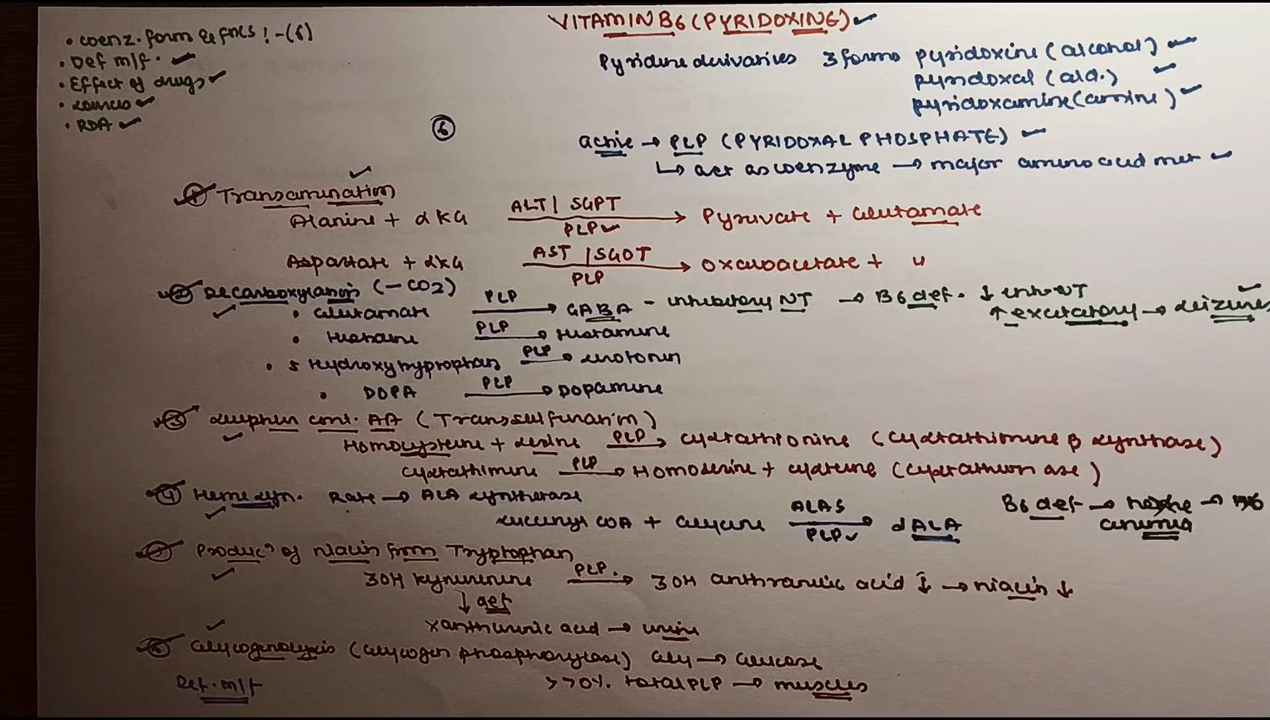 VITAMIN B6 (PYRIDOXINE)
• coenz. form & fncs :- (6)
• Def m/f.
• Effect of drugs
• sources
• RDA
Pyridine derivatives 3 forms pyridoxine (alcohol)
pyridoxal (ald.)
pyridoxamine (amine)
6
active → PLP (PYRIDOXAL PHOSPHATE)
↳ act as coenzyme → major amino acid met
1 Transamination
Alanine + αKG ALT / SGPT PLP → Pyruvate + Glutamate
Aspartate + αKG AST / SGOT PLP → oxaloacetate + "
2 Decarboxylation (-CO2)
• Glutamate PLP → GABA - inhibitory NT → B6 def. ↓ inh. NT
↑ excitatory → seizures
• Histidine PLP → Histamine
• 5 Hydroxytryptophan PLP → serotonin
• DOPA PLP → Dopamine
3 sulphur cont. AA (Transsulfuration)
Homocysteine + serine PLP → cystathionine (cystathionine β synthase)
cystathionine PLP → Homoserine + cysteine (cystathionase)
4 Heme syn. Rate → ALA synthetase
succinyl CoA + Glycine ALAS PLP → dALA
B6 def → →
anemia
5 Productn of niacin from Tryptophan
3OH kynurenine PLP. → 3OH anthranilic acid ↓ → niacin ↓
↓ def
xanthurenic acid → urine
6 Glycogenolysis (Glycogen phosphorylase) Gly → Glucose
Def. m/f >70% total PLP → muscles